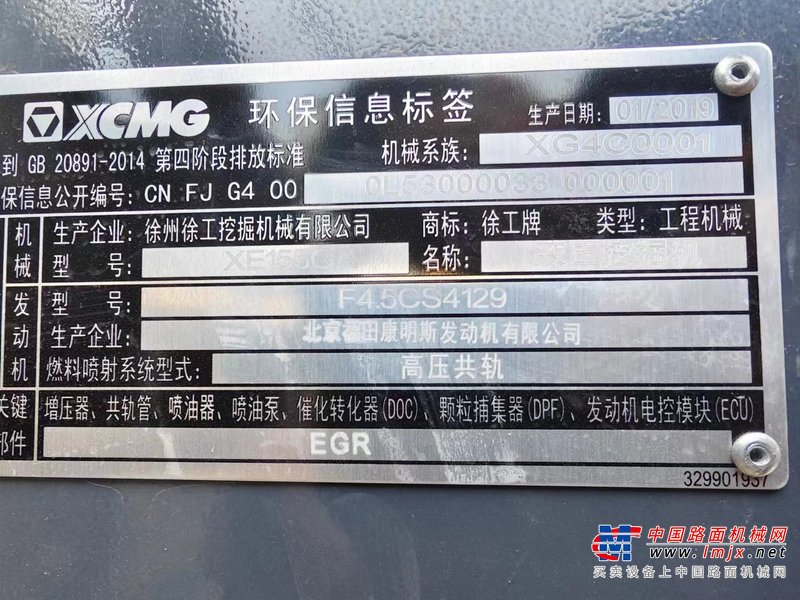 XCMG 环保信息标签 生产日期: 01/2019
到 GB 20891-2014 第四阶段排放标准 机械系族: XG4C0001
保信息公开编号: CN FJ G4 00 0L53000033 000001
机械 生产企业: 徐州徐工挖掘机械有限公司 商标: 徐工牌 类型: 工程机械
型号: 名称: 液压挖掘机
发动机 型号: F4.5CS4129
生产企业: 北京福田康明斯发动机有限公司
燃料喷射系统型式: 高压共轨
关键部件 增压器、共轨管、喷油器、喷油泵、催化转化器(DOC)、颗粒捕集器(DPF)、发动机电控模块(ECU)
EGR
329901937
中国路面机械网
www.lmjx.net
买卖设备上中国路面机械网